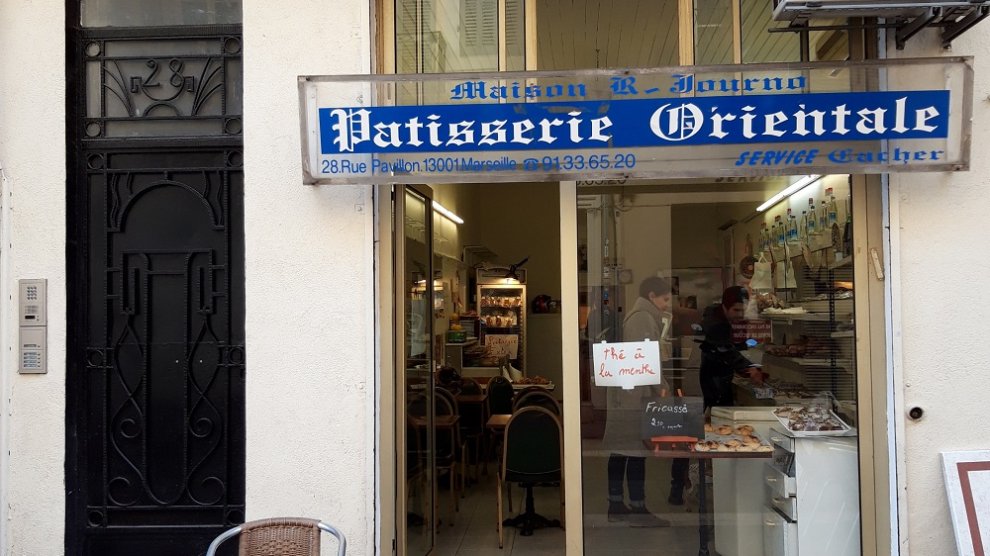 28
Maison R-Journo
Patisserie Orientale
28.Rue Pavillon.13001.Marseille ☎91.33.65.20
SERVICE Cacher
thé à
la menthe
Fricassé